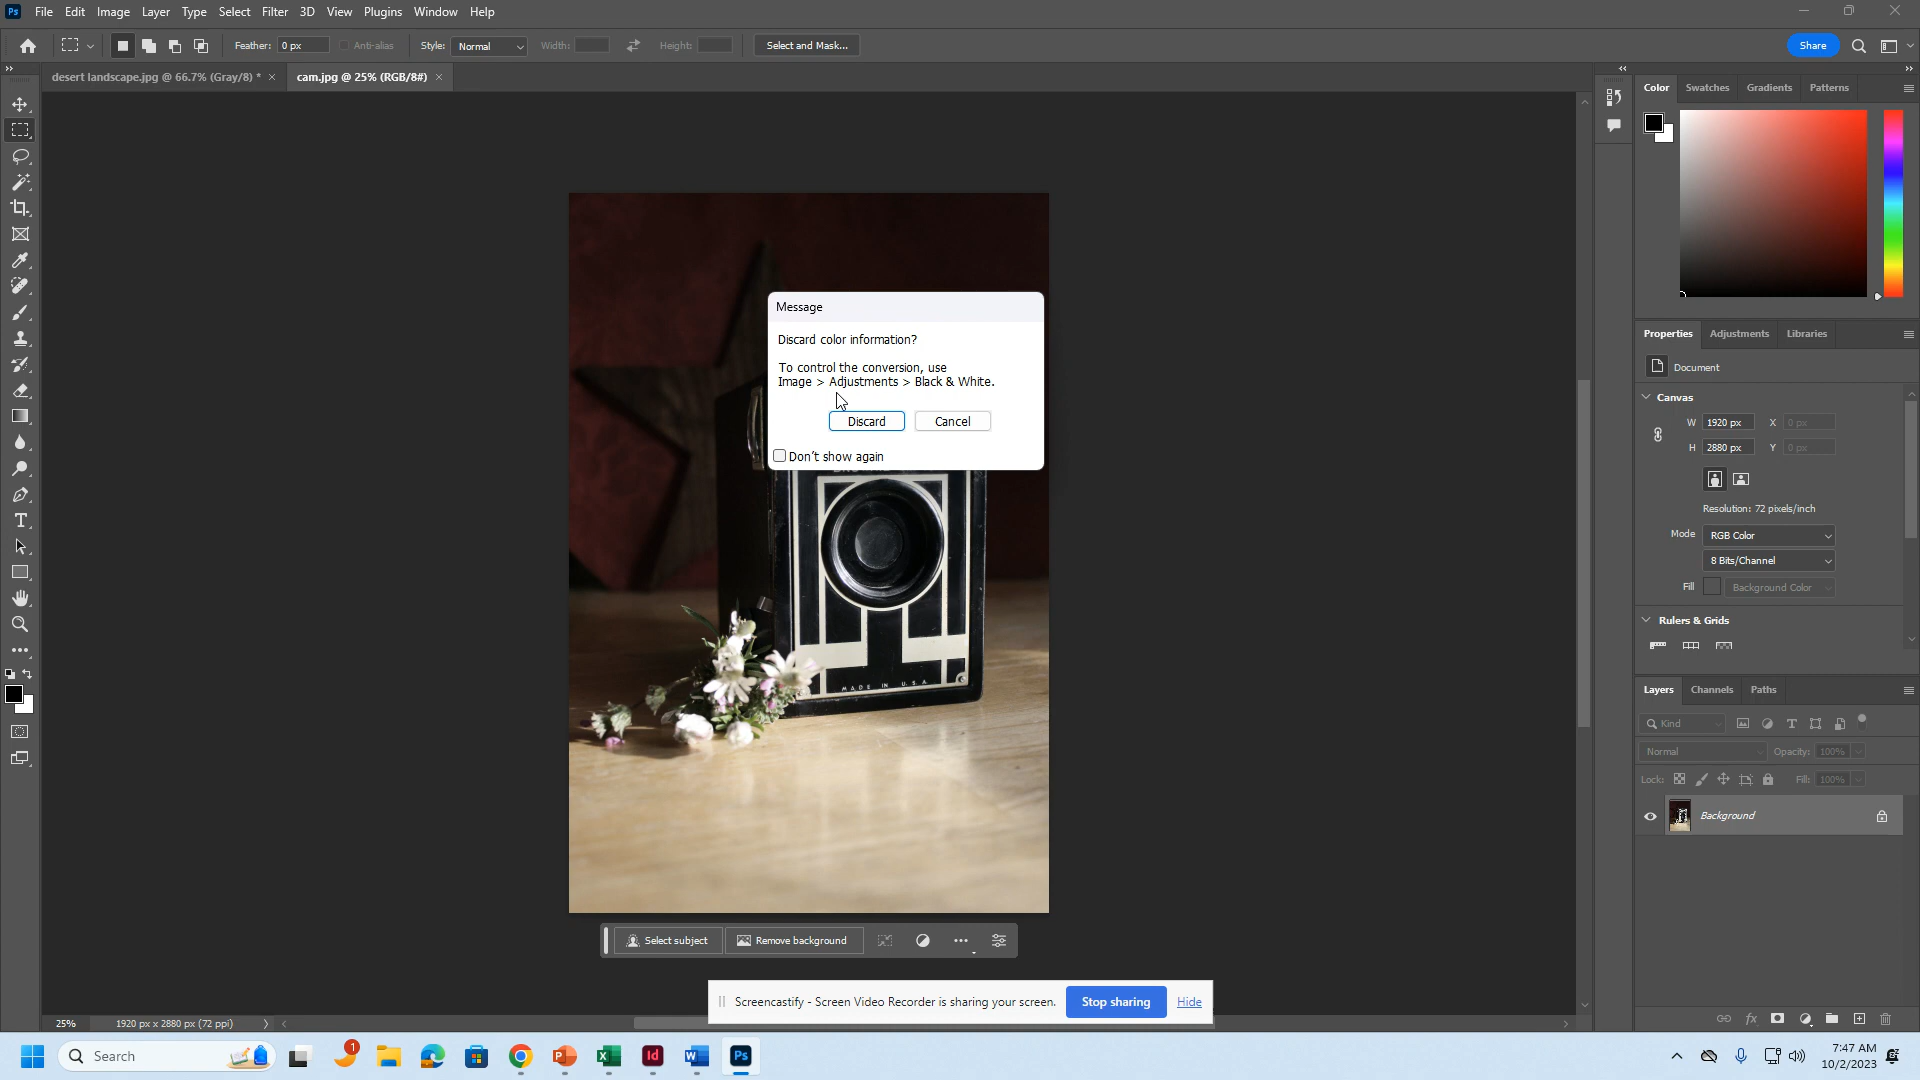 Ps File Edit Image Layer Type Select Filter 3D View Plugins Window Help
Feather: 0 px Anti-alias Style: Normal Width: Height: Select and Mask... Share
desert landscape.jpg @ 66.7% (Gray/8) * × cam.jpg @ 25% (RGB/8#) ×
Color Swatches Gradients Patterns
Message
Discard color information?
To control the conversion, use
Image > Adjustments > Black & White.
Discard Cancel
Don't show again
MADE IN U.S.A.
Properties Adjustments Libraries
Document
Canvas
W 1920 px X 0 px
H 2880 px Y 0 px
Resolution: 72 pixels/inch
Mode RGB Color
8 Bits/Channel
Fill Background Color
Rulers & Grids
Layers Channels Paths
Kind
Normal Opacity: 100%
Lock: Fill: 100%
Background
Select subject Remove background
Screencastify - Screen Video Recorder is sharing your screen. Stop sharing Hide
25% 1920 px x 2880 px (72 ppi)
Search 1 Id Ps
7:47 AM
10/2/2023